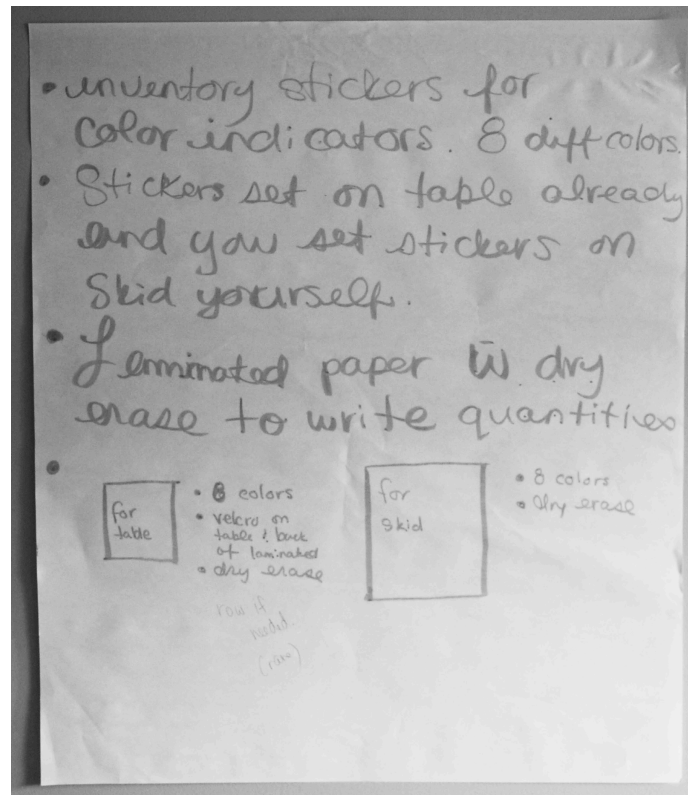 • inventory stickers for
color indicators. 8 diff colors.
• Stickers set on table already
and you set stickers on
Skid yourself.
• Leminated paper w dry
erase to write quantities
•
for
table
• 8 colors
• velcro on
table & back
of laminated
• dry erase
row if
needed.
for
skid
• 8 colors
• dry erase